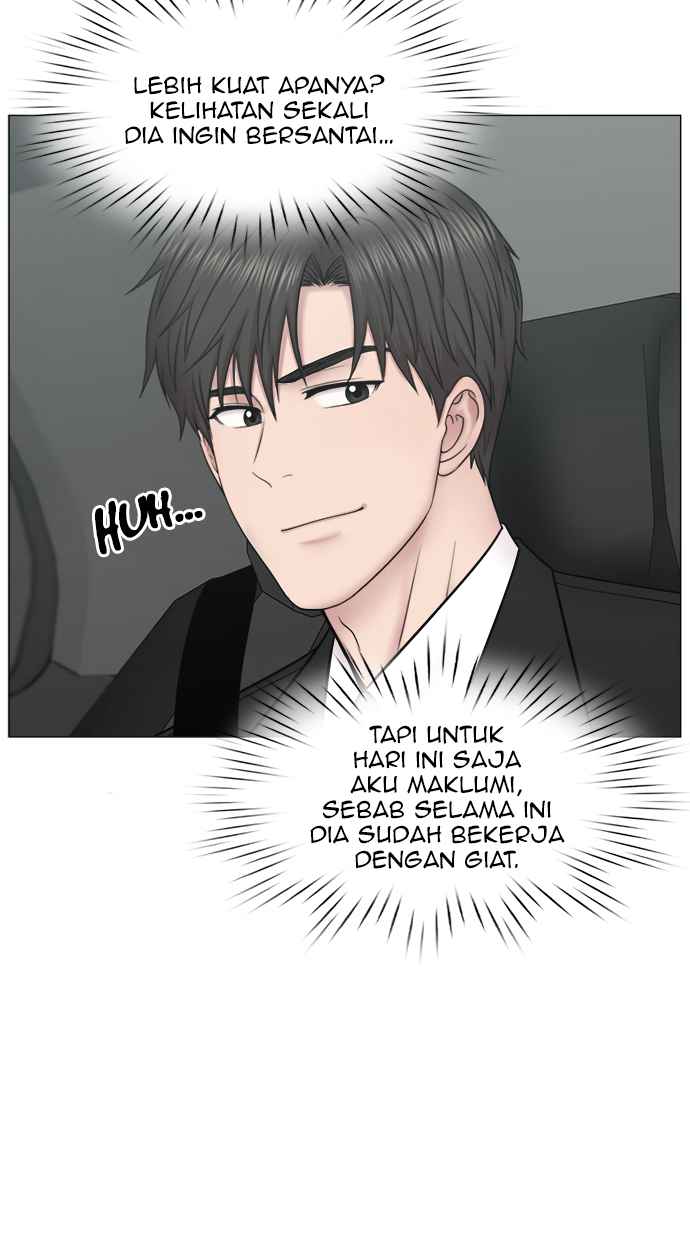 LEBIH KUAT APANYA?
KELIHATAN SEKALI
DIA INGIN BERSANTAI...
HUH...
TAPI UNTUK
HARI INI SAJA
AKU MAKLUMI,
SEBAB SELAMA INI
DIA SUDAH BEKERJA
DENGAN GIAT.